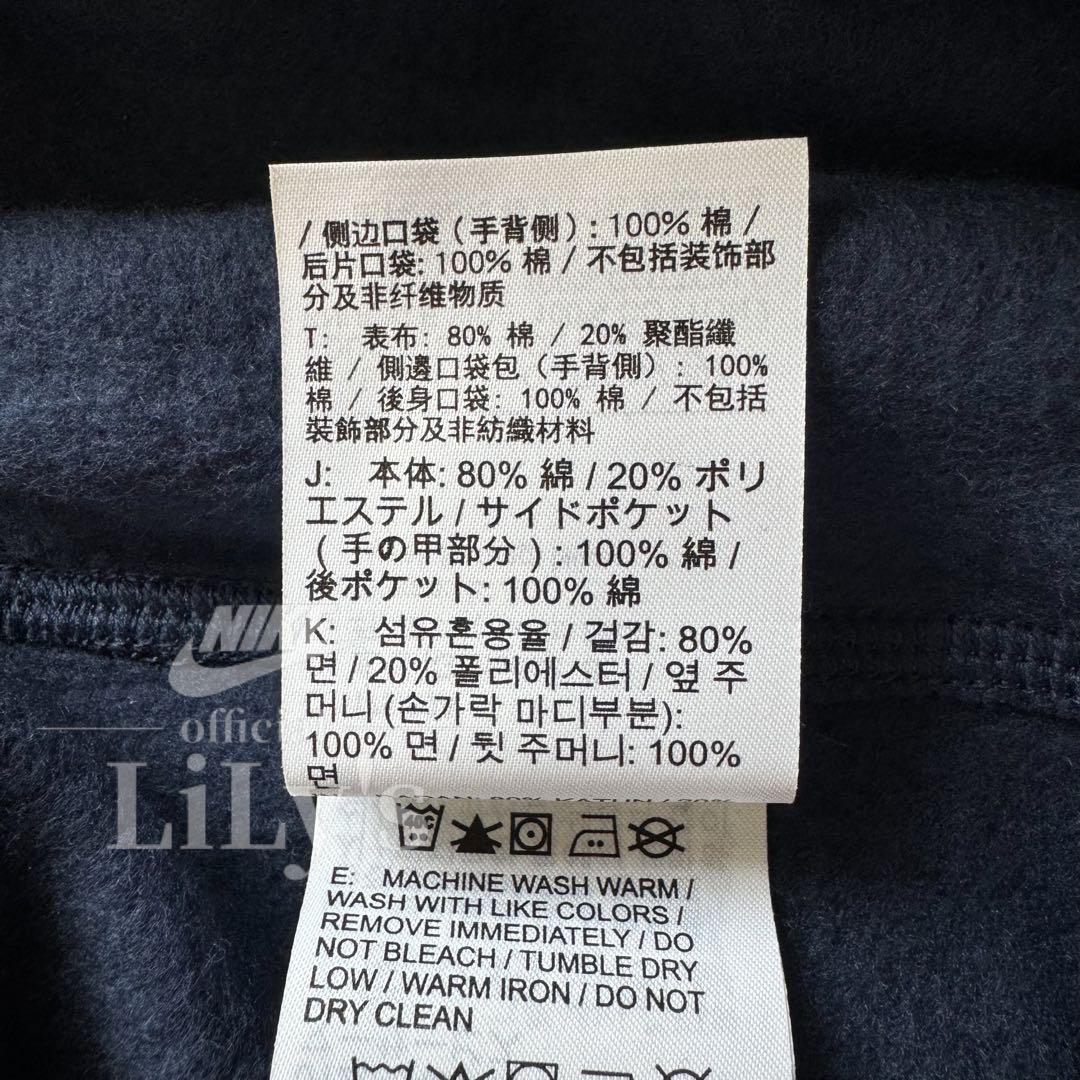 / 侧边口袋 ( 手背侧 ) : 100% 棉 /
后片口袋: 100% 棉 / 不包括装饰部
分及非纤维物质
T: 表布: 80% 棉 / 20% 聚酯纖
維 / 側邊口袋包 (手背側) : 100%
棉 / 後身口袋: 100% 棉 / 不包括
裝飾部分及非紡織材料
J: 本体: 80% 綿 / 20% ポリ
エステル / サイドポケット
( 手の甲部分 ) : 100% 綿 /
後ポケット: 100% 綿
K: 섬유혼용율 / 겉감: 80%
면 / 20% 폴리에스터 / 옆 주
머니 (손가락 마디부분):
100% 면 / 뒷 주머니: 100%
면
NIKE
offici
LiLy's
40C
E: MACHINE WASH WARM /
WASH WITH LIKE COLORS /
REMOVE IMMEDIATELY / DO
NOT BLEACH / TUMBLE DRY
LOW / WARM IRON / DO NOT
DRY CLEAN